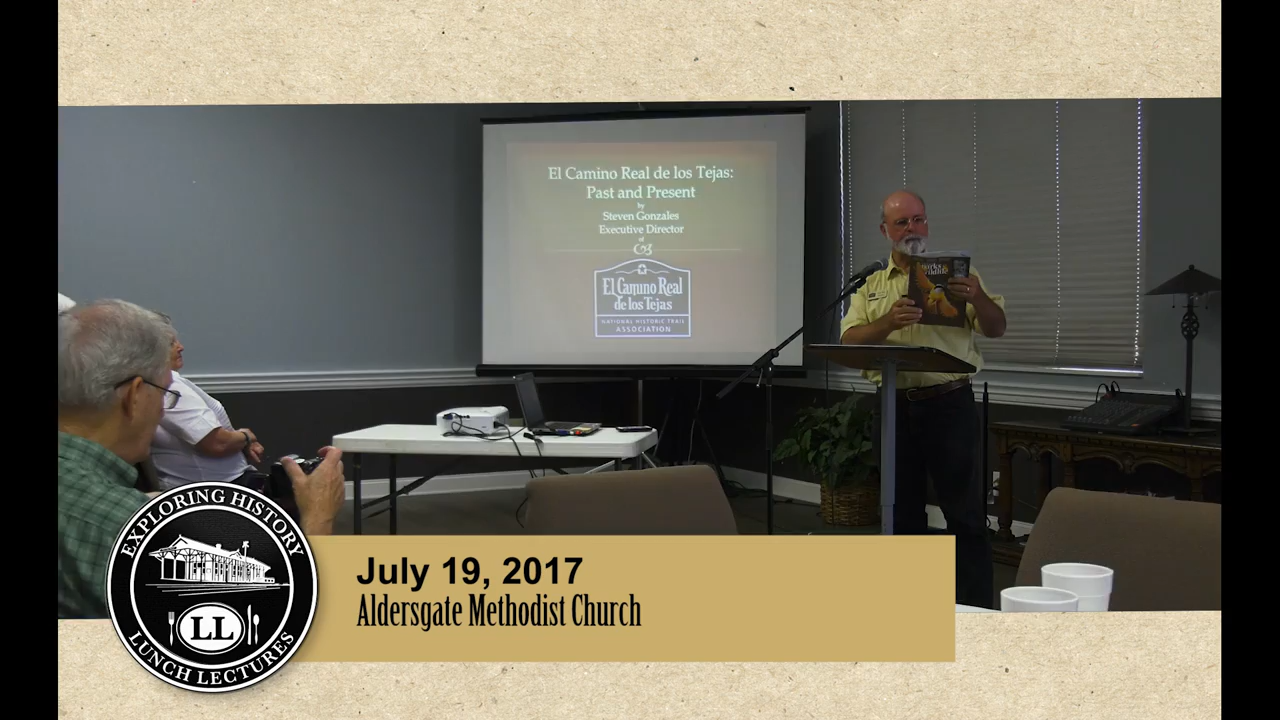 El Camino Real de los Tejas:
Past and Present
by
Steven Gonzales
Executive Director
of
El Camino Real
de los Tejas
NATIONAL HISTORIC TRAIL
ASSOCIATION
EXPLORING HISTORY
LL
LUNCH LECTURES
July 19, 2017
Aldersgate Methodist Church